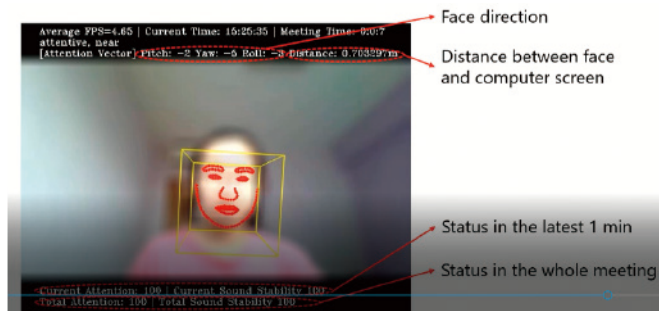 Average FPS=4.65 | Current Time: 15:25:35 | Meeting Time: 0:0:7
attentive, near
[Attention Vector] Pitch: -2 Yaw: -5 Roll: -3 Distance: 0.703297m
Face direction
Distance between face
and computer screen
Status in the latest 1 min
Status in the whole meeting
Current Attention: 100 | Current Sound Stability 100
Total Attention: 100 | Total Sound Stability 100